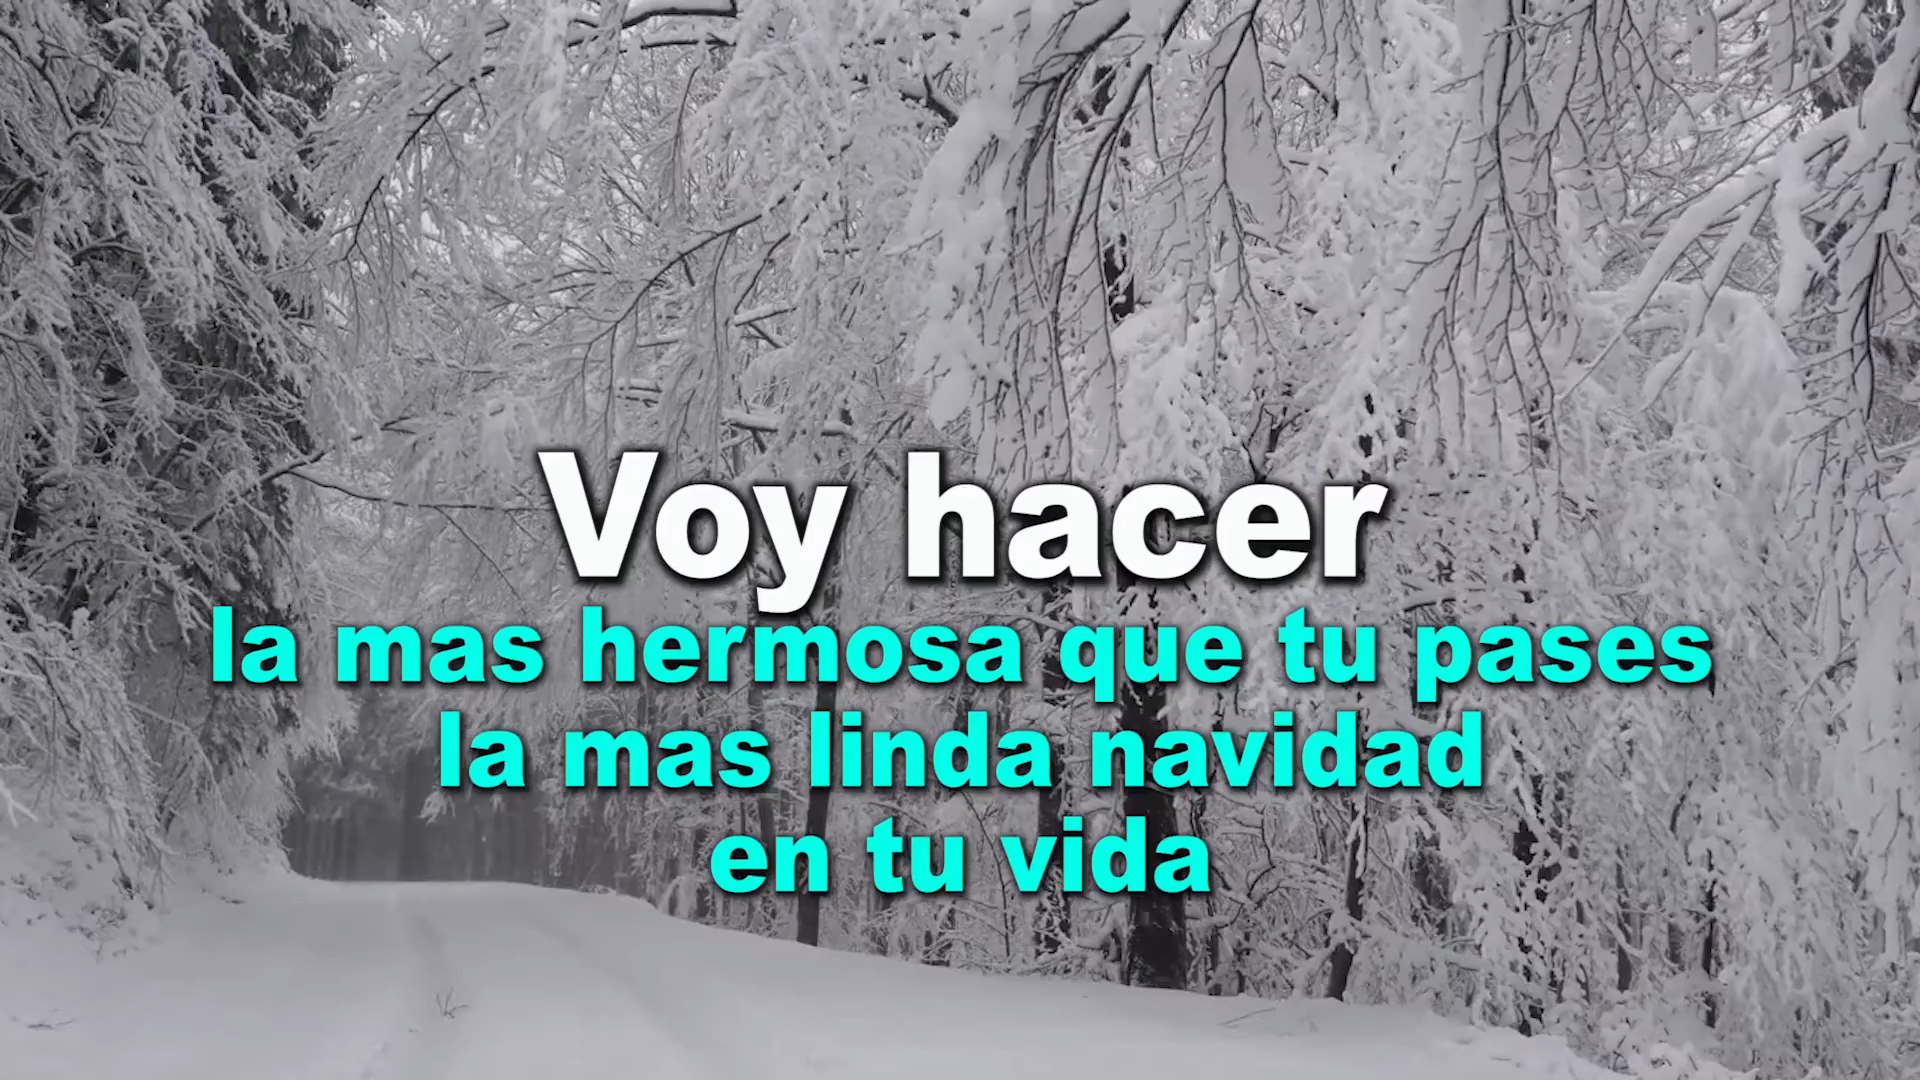 Voy hacer
la mas hermosa que tu pases
la mas linda navidad
en tu vida